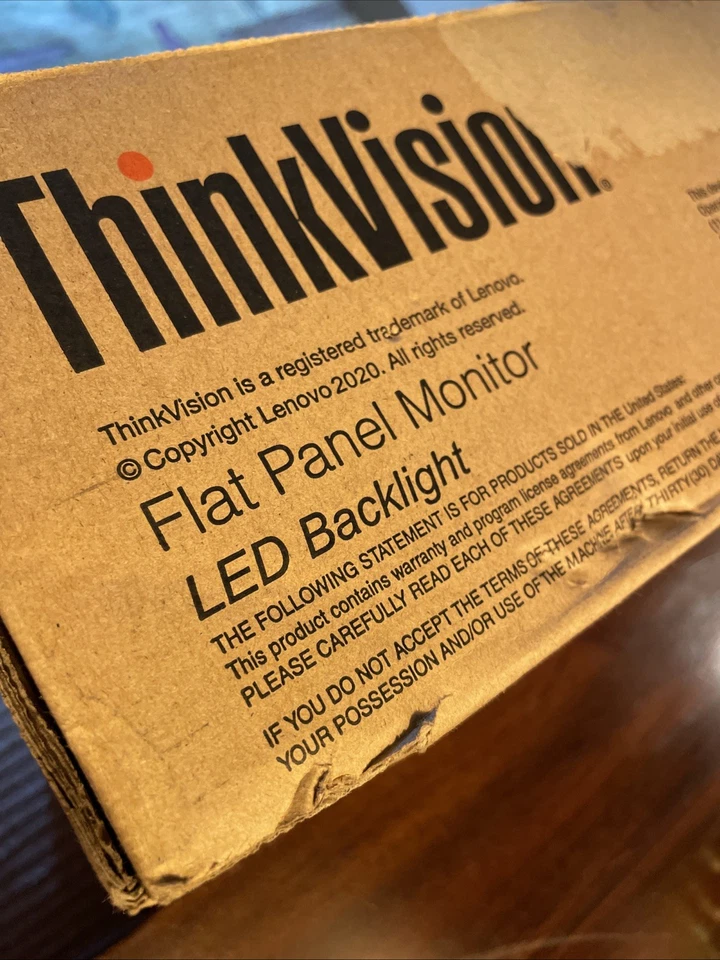 ThinkVision®
ThinkVision is a registered trademark of Lenovo.
© Copyright Lenovo 2020. All rights reserved.
Flat Panel Monitor
LED Backlight
THE FOLLOWING STATEMENT IS FOR PRODUCTS SOLD IN THE United States:
This product contains warranty and program license agreements from Lenovo and other
PLEASE CAREFULLY READ EACH OF THESE AGREEMENTS upon your initial use
IF YOU DO NOT ACCEPT THE TERMS OF THESE AGREEMENTS, RETURN THE
YOUR POSSESSION AND/OR USE OF THE MACHINE AFTER THIRTY (30)